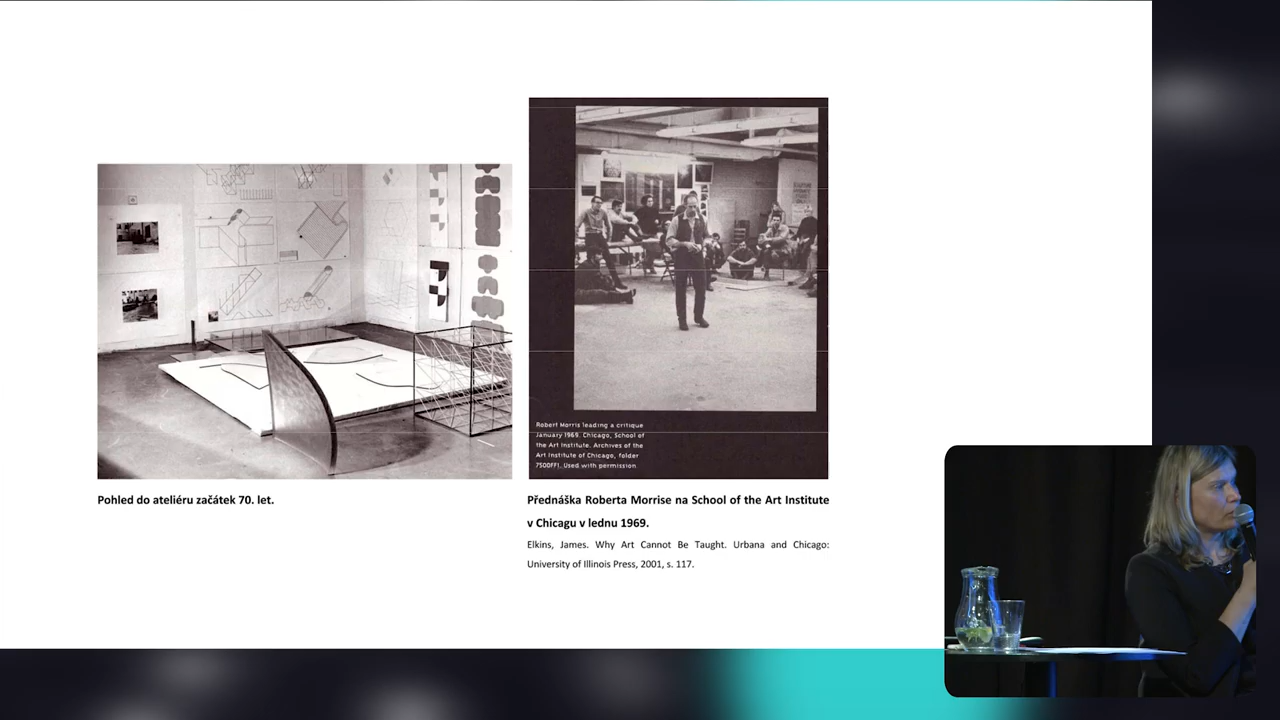 Robert Morris leading a critique
January 1969. Chicago, School of
the Art Institute. Archives of the
Art Institute of Chicago, folder
7500FF1. Used with permission
Pohled do ateliéru začátek 70. let.
Přednáška Roberta Morrise na School of the Art Institute
v Chicagu v lednu 1969.
Elkins, James. Why Art Cannot Be Taught. Urbana and Chicago:
University of Illinois Press, 2001, s. 117.